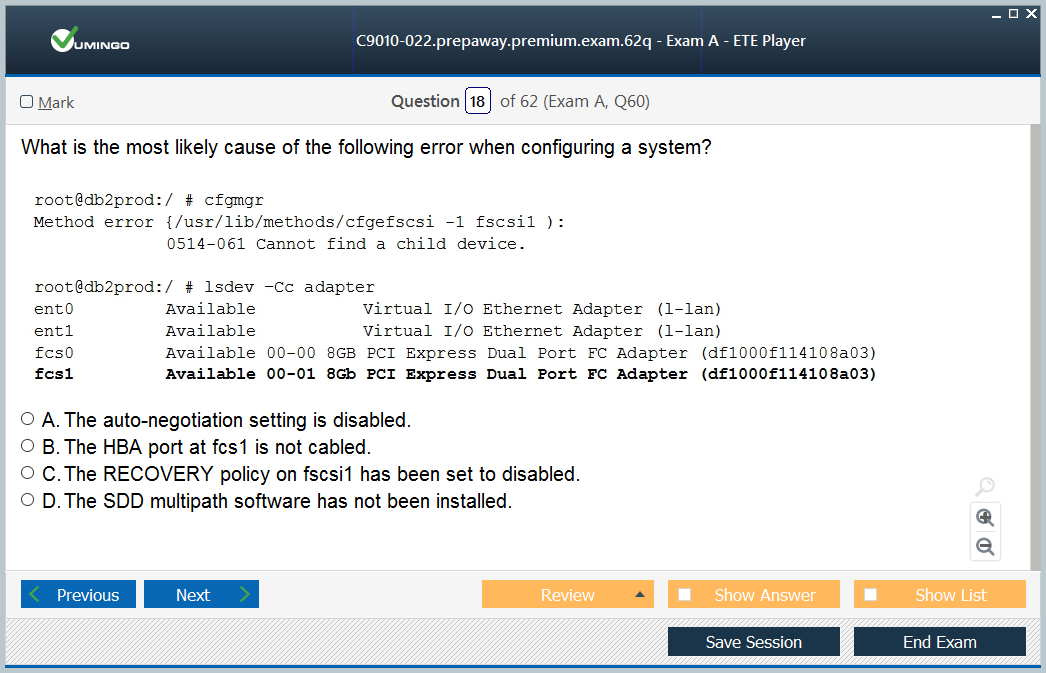 VUMINGO
C9010-022.prepaway.premium.exam.62q - Exam A - ETE Player
Mark
Question 18 of 62 (Exam A, Q60)
What is the most likely cause of the following error when configuring a system?
root@db2prod:/ # cfgmgr
Method error {/usr/lib/methods/cfgefscsi -1 fscsi1 ):
0514-061 Cannot find a child device.
root@db2prod:/ # lsdev -Cc adapter
ent0 Available Virtual I/O Ethernet Adapter (l-lan)
ent1 Available Virtual I/O Ethernet Adapter (l-lan)
fcs0 Available 00-00 8GB PCI Express Dual Port FC Adapter (df1000f114108a03)
fcs1 Available 00-01 8Gb PCI Express Dual Port FC Adapter (df1000f114108a03)
A. The auto-negotiation setting is disabled.
B. The HBA port at fcs1 is not cabled.
C. The RECOVERY policy on fscsi1 has been set to disabled.
D. The SDD multipath software has not been installed.
Previous Next Review Show Answer Show List
Save Session End Exam